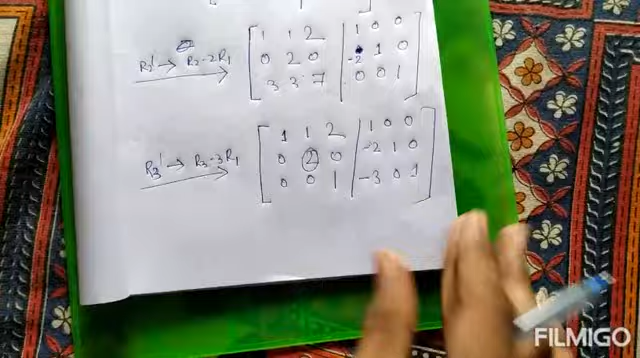 1 1 2 | 1 0 0
R2' → R2-2R1 0 2 0 | -2 1 0
3 3 7 | 0 0 1
1 1 2 | 1 0 0
0 2 0 | -2 1 0
R3' → R3-3R1 0 0 1 | -3 0 1
FILMIGO